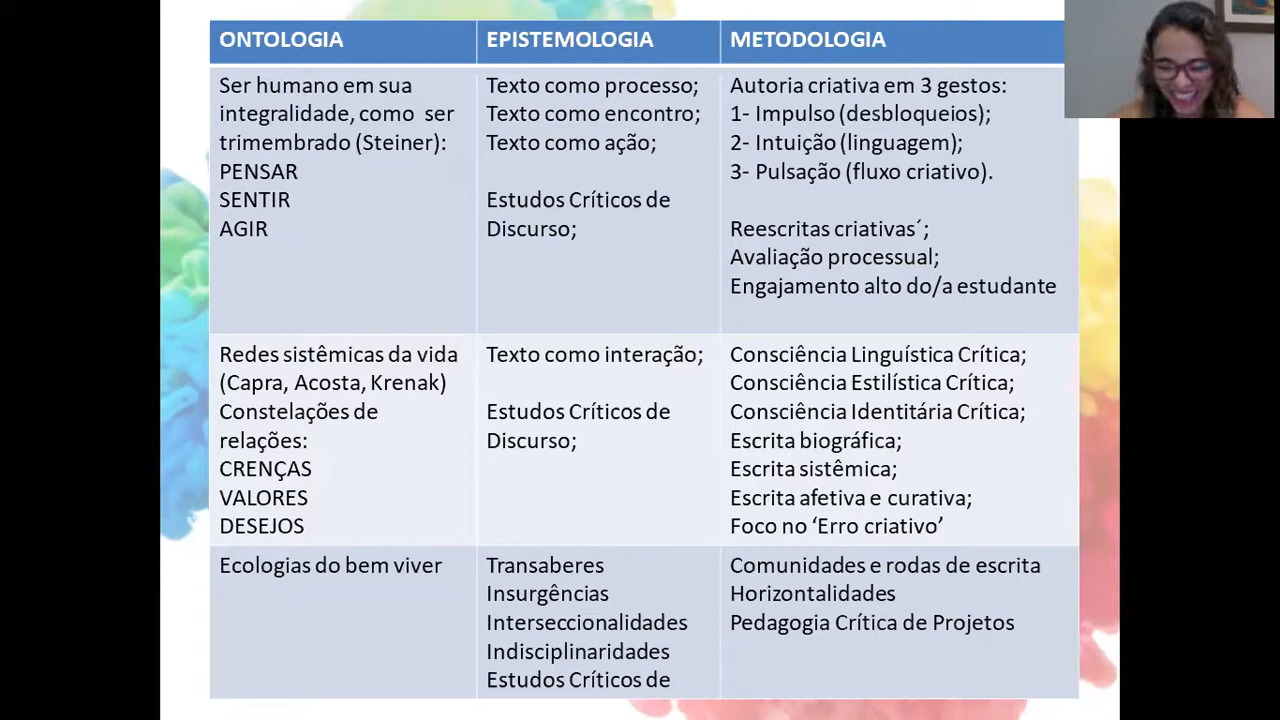 ONTOLOGIA
EPISTEMOLOGIA
METODOLOGIA
Ser humano em sua
integralidade, como ser
trimembrado (Steiner):
PENSAR
SENTIR
AGIR
Texto como processo;
Texto como encontro;
Texto como ação;
Estudos Críticos de
Discurso;
Autoria criativa em 3 gestos:
1- Impulso (desbloqueios);
2- Intuição (linguagem);
3- Pulsação (fluxo criativo).
Reescritas criativas´;
Avaliação processual;
Engajamento alto do/a estudante
Redes sistêmicas da vida
(Capra, Acosta, Krenak)
Constelações de
relações:
CRENÇAS
VALORES
DESEJOS
Texto como interação;
Estudos Críticos de
Discurso;
Consciência Linguística Crítica;
Consciência Estilística Crítica;
Consciência Identitária Crítica;
Escrita biográfica;
Escrita sistêmica;
Escrita afetiva e curativa;
Foco no ‘Erro criativo’
Ecologias do bem viver
Transaberes
Insurgências
Interseccionalidades
Indisciplinaridades
Estudos Críticos de
Comunidades e rodas de escrita
Horizontalidades
Pedagogia Crítica de Projetos